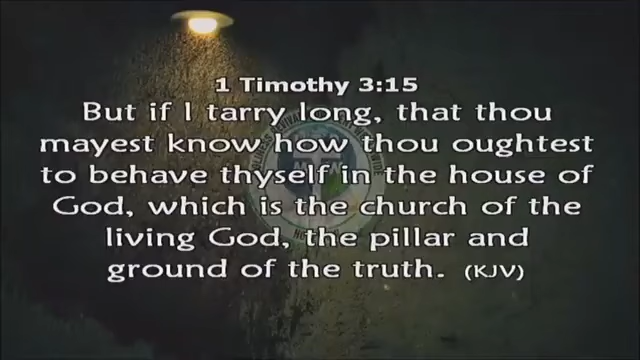 1 Timothy 3:15
But if I tarry long, that thou
mayest know how thou oughtest
to behave thyself in the house of
God, which is the church of the
living God, the pillar and
ground of the truth. (KJV)